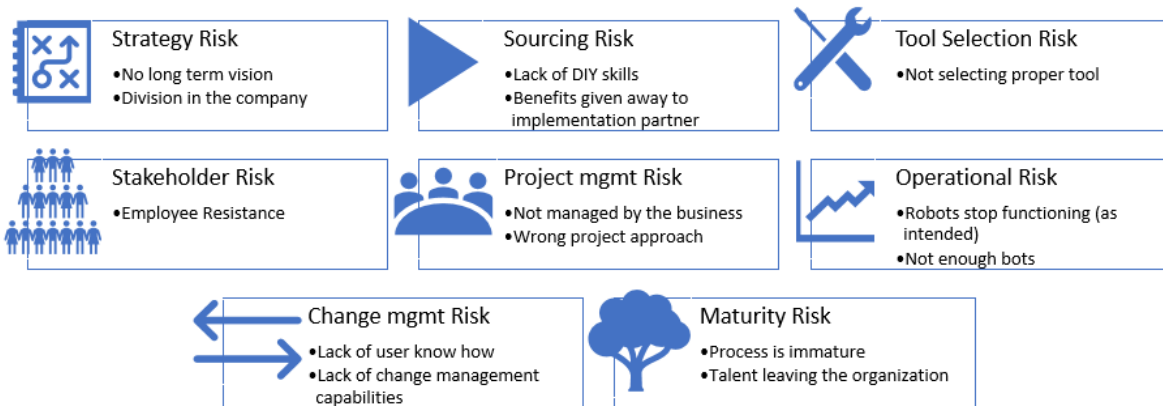 Strategy Risk
•No long term vision
•Division in the company
Sourcing Risk
•Lack of DIY skills
•Benefits given away to
implementation partner
Tool Selection Risk
•Not selecting proper tool
Stakeholder Risk
•Employee Resistance
Project mgmt Risk
•Not managed by the business
•Wrong project approach
Operational Risk
•Robots stop functioning (as
intended)
•Not enough bots
Change mgmt Risk
•Lack of user know how
•Lack of change management
capabilities
Maturity Risk
•Process is immature
•Talent leaving the organization